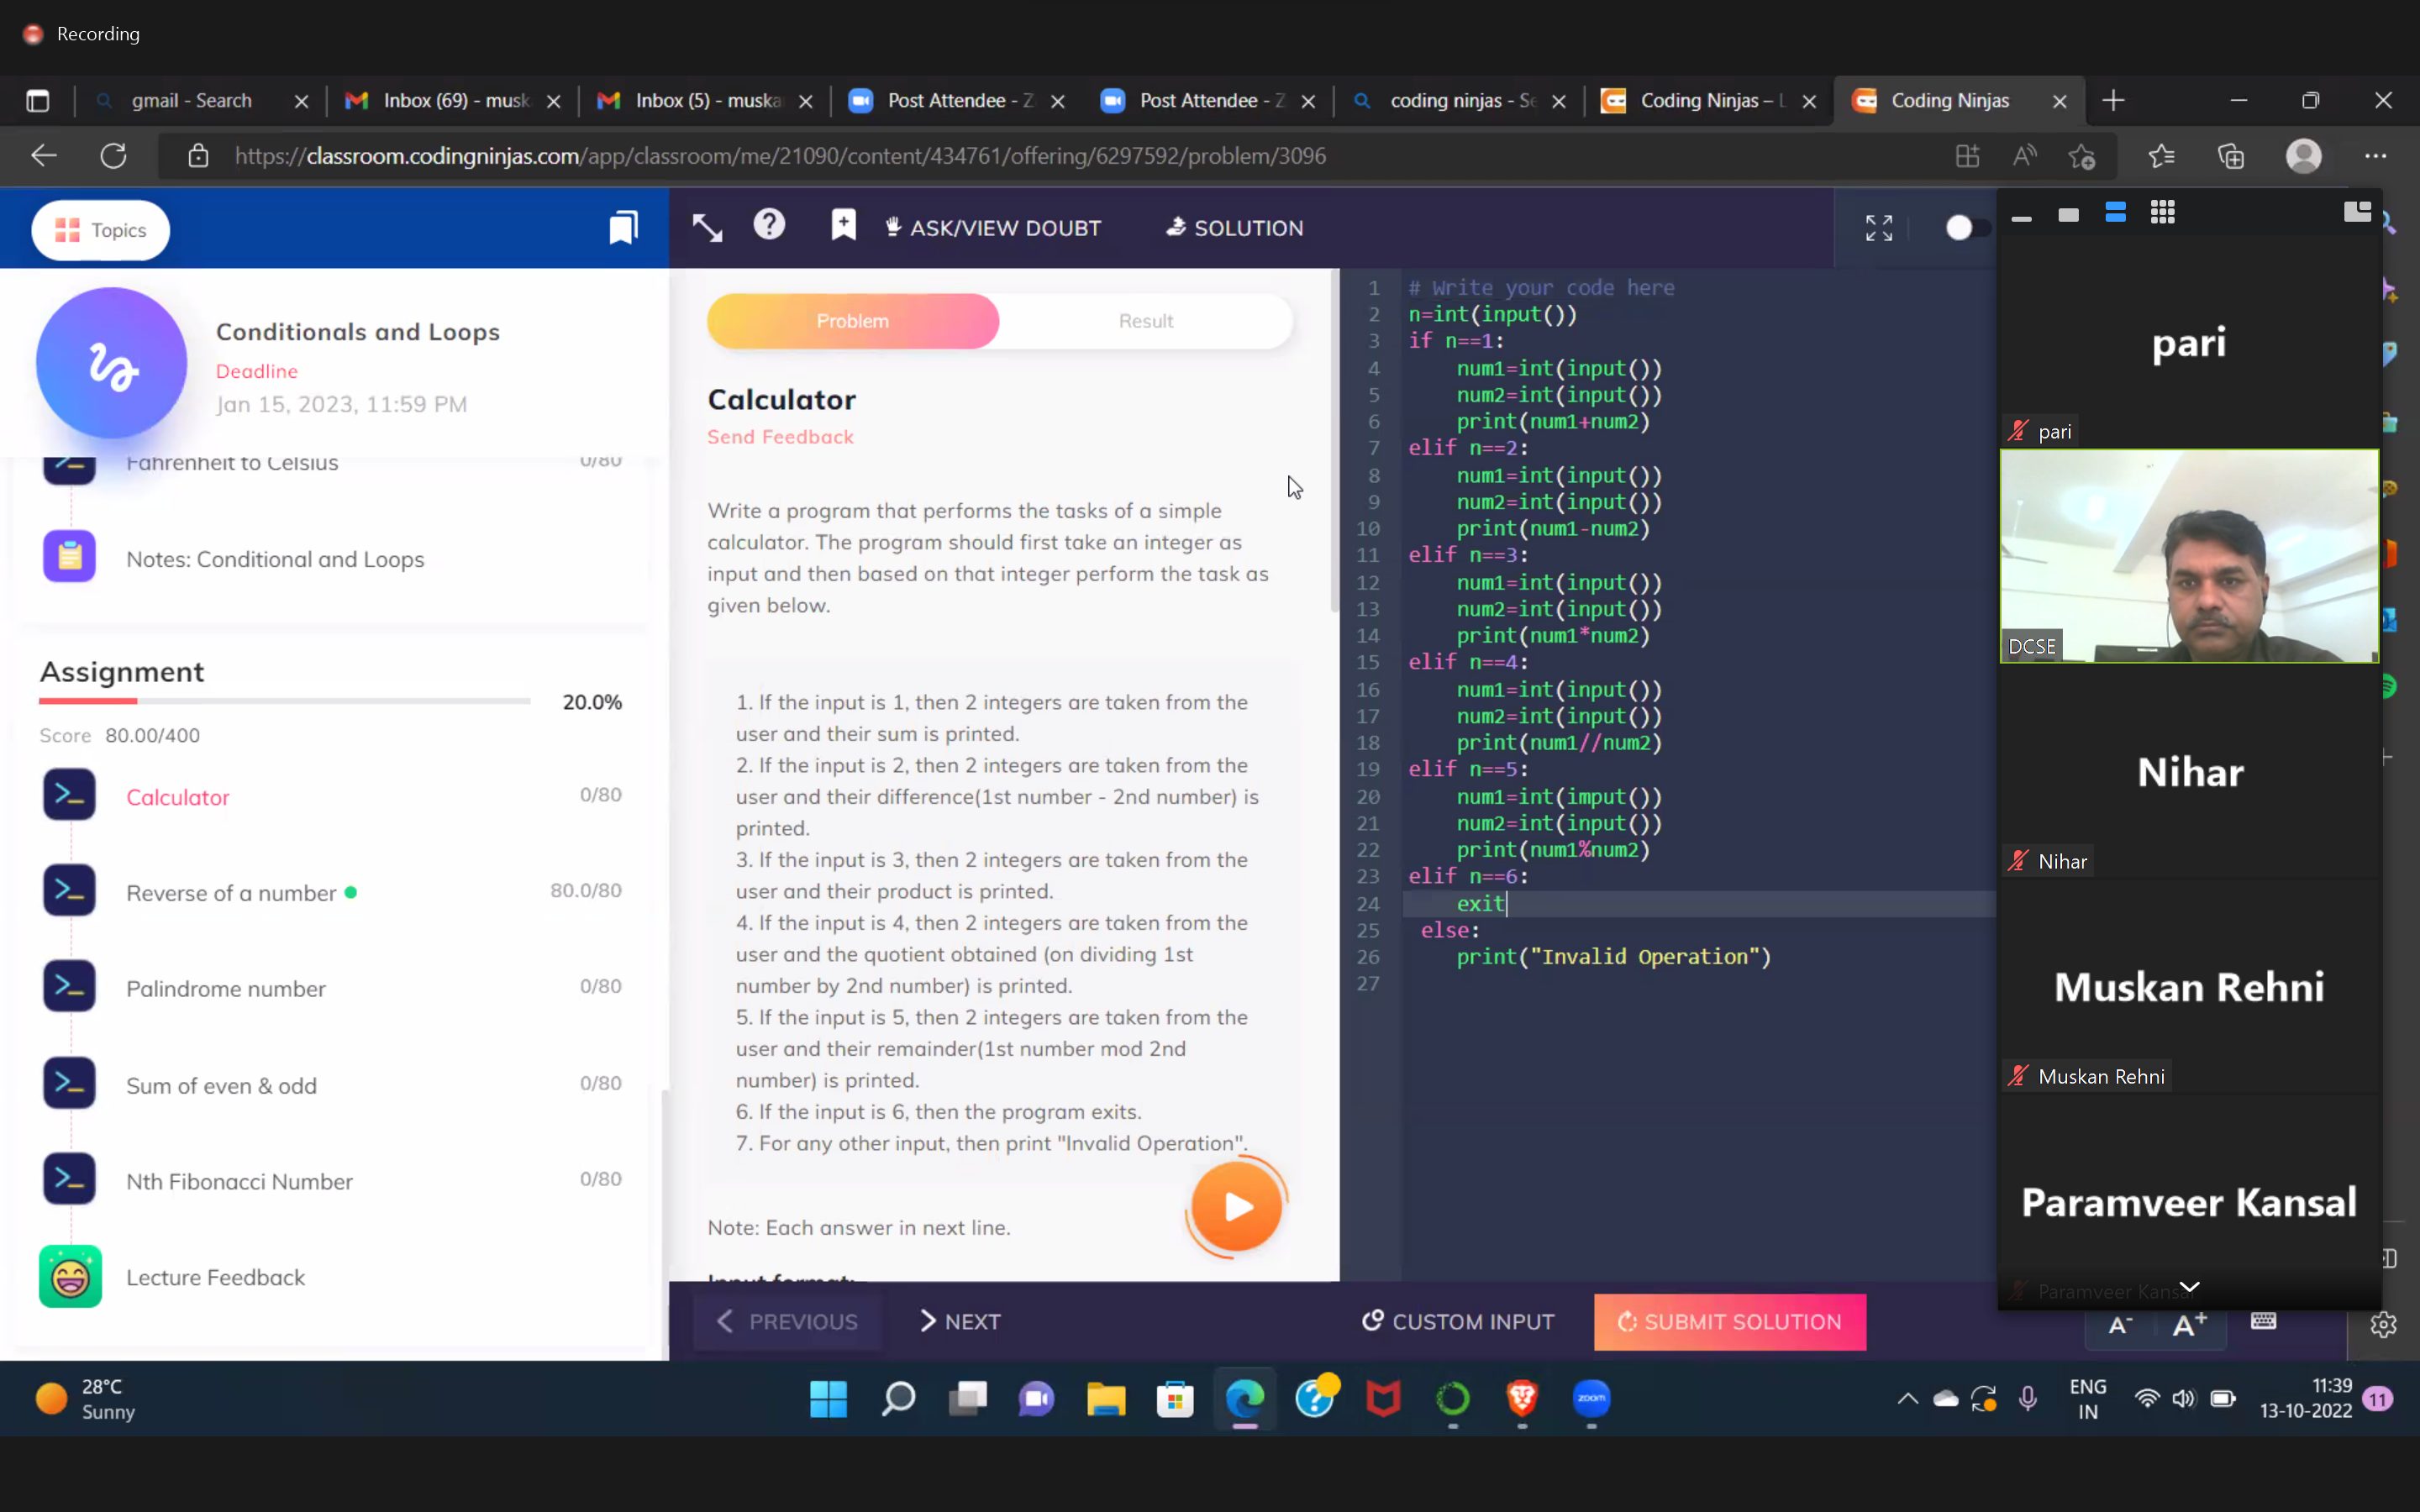 Recording
gmail - Search
Inbox (69) - musk
Inbox (5) - muska
Post Attendee - Z
Post Attendee - Z
coding ninjas - Se
Coding Ninjas – L
Coding Ninjas
https://classroom.codingninjas.com/app/classroom/me/21090/content/434761/offering/6297592/problem/3096
Topics
ASK/VIEW DOUBT
SOLUTION
Conditionals and Loops
Deadline
Jan 15, 2023, 11:59 PM
Fahrenheit to Celsius 0/80
Notes: Conditional and Loops
Assignment
20.0%
Score 80.00/400
Calculator 0/80
Reverse of a number 80.0/80
Palindrome number 0/80
Sum of even & odd 0/80
Nth Fibonacci Number 0/80
Lecture Feedback
Problem
Result
Calculator
Send Feedback
Write a program that performs the tasks of a simple
calculator. The program should first take an integer as
input and then based on that integer perform the task as
given below.
1. If the input is 1, then 2 integers are taken from the
user and their sum is printed.
2. If the input is 2, then 2 integers are taken from the
user and their difference(1st number - 2nd number) is
printed.
3. If the input is 3, then 2 integers are taken from the
user and their product is printed.
4. If the input is 4, then 2 integers are taken from the
user and the quotient obtained (on dividing 1st
number by 2nd number) is printed.
5. If the input is 5, then 2 integers are taken from the
user and their remainder(1st number mod 2nd
number) is printed.
6. If the input is 6, then the program exits.
7. For any other input, then print "Invalid Operation".
Note: Each answer in next line.
Input format:
1 # Write your code here
2 n=int(input())
3 if n==1:
4 num1=int(input())
5 num2=int(input())
6 print(num1+num2)
7 elif n==2:
8 num1=int(input())
9 num2=int(input())
10 print(num1-num2)
11 elif n==3:
12 num1=int(input())
13 num2=int(input())
14 print(num1*num2)
15 elif n==4:
16 num1=int(input())
17 num2=int(input())
18 print(num1//num2)
19 elif n==5:
20 num1=int(imput())
21 num2=int(input())
22 print(num1%num2)
23 elif n==6:
24 exit
25 else:
26 print("Invalid Operation")
27
pari
pari
DCSE
Nihar
Nihar
Muskan Rehni
Muskan Rehni
Paramveer Kansal
Paramveer Kansal
PREVIOUS
NEXT
CUSTOM INPUT
SUBMIT SOLUTION
A-
A+
28°C
Sunny
zoom
ENG
IN
11:39
13-10-2022
11